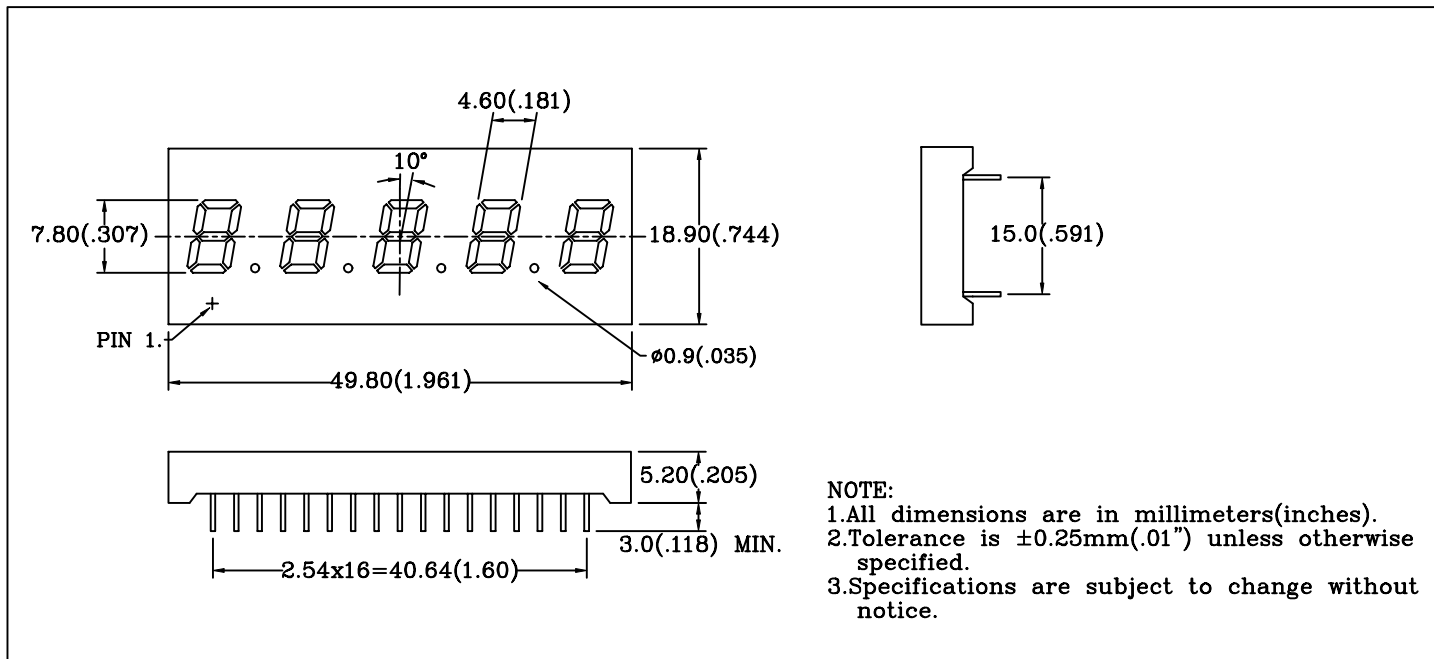 4.60(.181)
10°
7.80(.307)
18.90(.744)
15.0(.591)
PIN 1.
ø0.9(.035)
49.80(1.961)
5.20(.205)
3.0(.118) MIN.
2.54x16=40.64(1.60)
NOTE:
1.All dimensions are in millimeters(inches).
2.Tolerance is ±0.25mm(.01") unless otherwise
specified.
3.Specifications are subject to change without
notice.